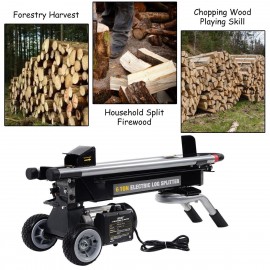 Forestry Harvest
Chopping Wood
Playing Skill
Household Split
Firewood
6 TON ELECTRIC LOG SPLITTER